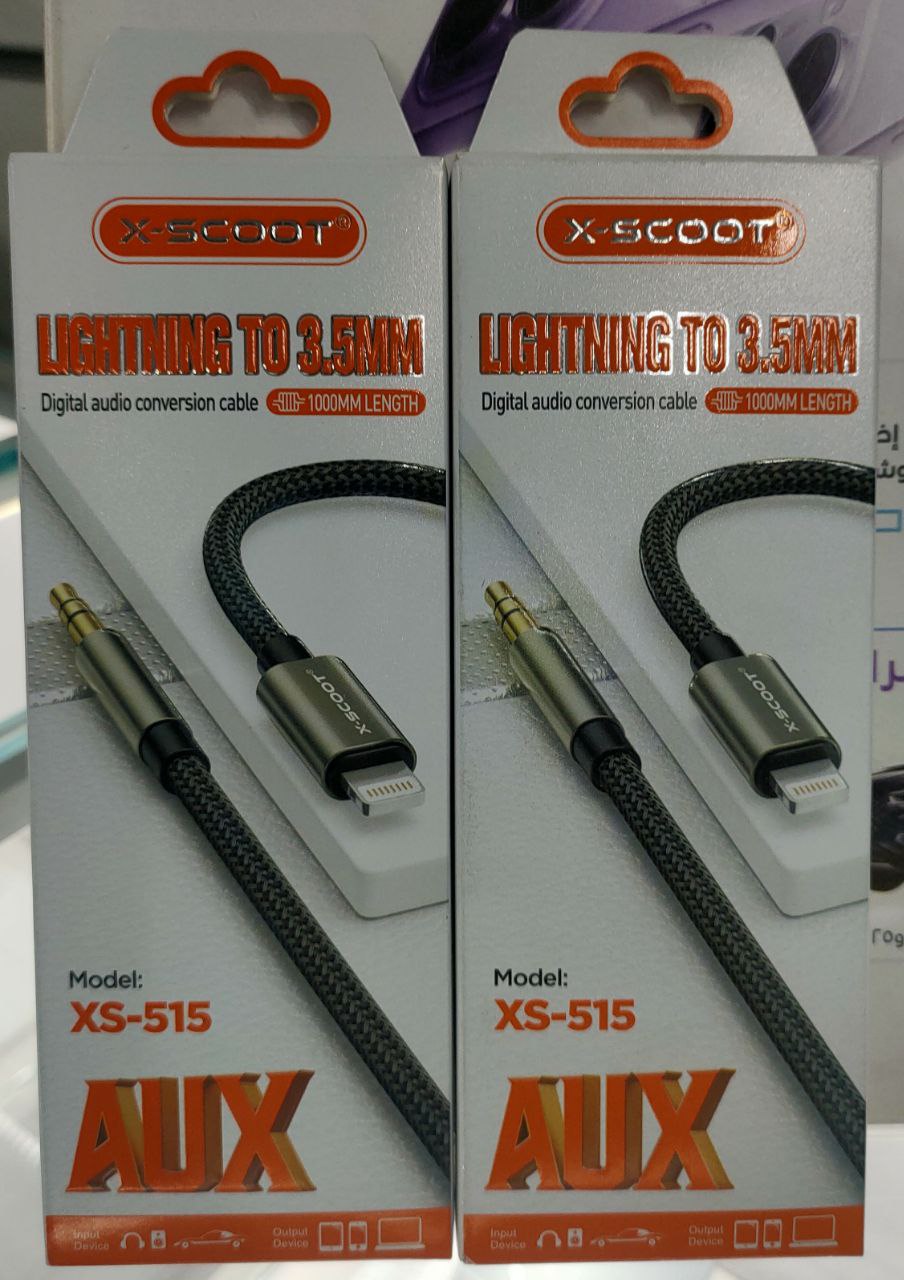 X-SCOOT®
LIGHTNING TO 3.5MM
Digital audio conversion cable 1000MM LENGTH
X-SCOOT®
Model:
XS-515
AUX
Input Device
Output Device
X-SCOOT®
LIGHTNING TO 3.5MM
Digital audio conversion cable 1000MM LENGTH
X-SCOOT®
Model:
XS-515
AUX
Input Device
Output Device